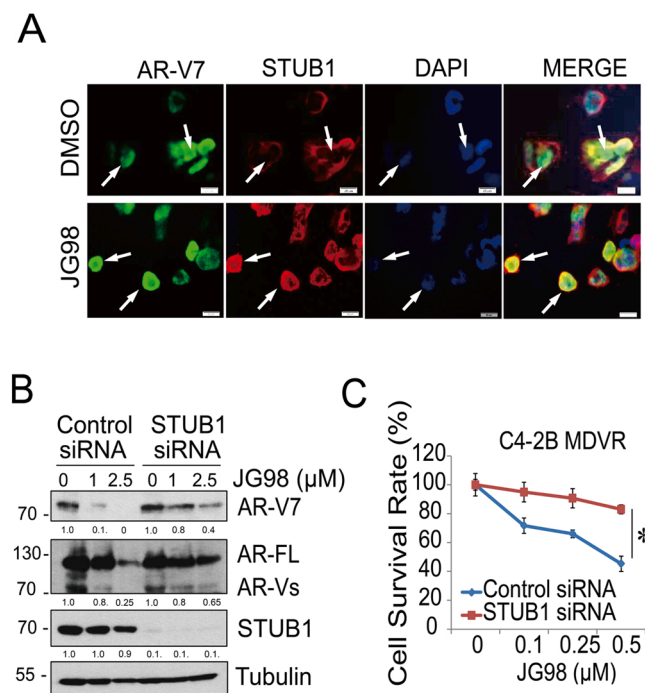 A
AR-V7 STUB1 DAPI MERGE
DMSO
JG98
B
Control siRNA STUB1 siRNA
0 1 2.5 0 1 2.5 JG98 (µM)
70 - AR-V7
1.0 0.1. 0 1.0 0.8 0.4
130 - AR-FL
70 - AR-Vs
1.0 0.8. 0.25 1.0 0.8 0.65
70 - STUB1
1.0 1.0 0.9 0.1. 0.1. 0.1.
55 - Tubulin
C
C4-2B MDVR
Cell Survival Rate (%)
120
100
80
60
40
20
0
*
Control siRNA
STUB1 siRNA
0 0.1 0.25 0.5
JG98 (µM)